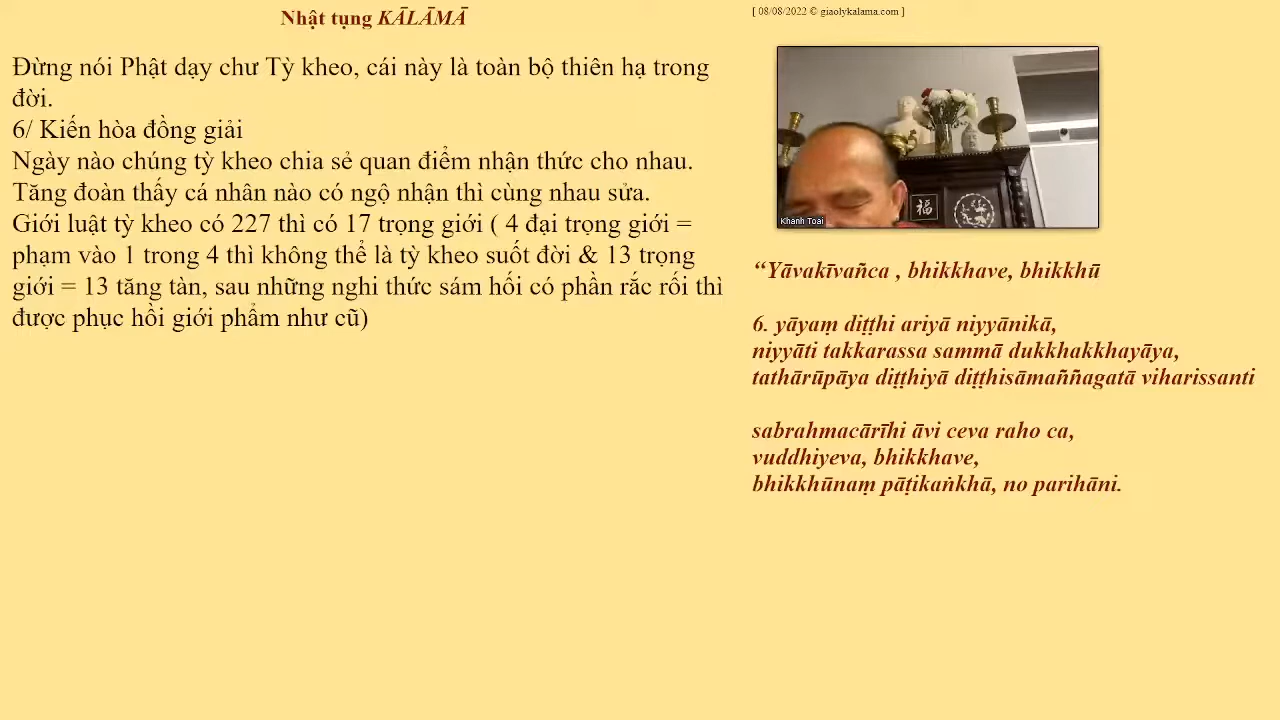 Nhật tụng KĀLĀMĀ
[ 08/08/2022 © giaolykalama.com ]
Đừng nói Phật dạy chư Tỳ kheo, cái này là toàn bộ thiên hạ trong
đời.
6/ Kiến hòa đồng giải
Ngày nào chúng tỳ kheo chia sẻ quan điểm nhận thức cho nhau.
Tăng đoàn thấy cá nhân nào có ngộ nhận thì cùng nhau sửa.
Giới luật tỳ kheo có 227 thì có 17 trọng giới ( 4 đại trọng giới =
phạm vào 1 trong 4 thì không thể là tỳ kheo suốt đời & 13 trọng
giới = 13 tăng tàn, sau những nghi thức sám hối có phần rắc rối thì
được phục hồi giới phẩm như cũ)
福
Khanh Toai
“Yāvakīvañca , bhikkhave, bhikkhū
6. yāyaṃ diṭṭhi ariyā niyyānikā,
niyyāti takkarassa sammā dukkhakkhayāya,
tathārūpāya diṭṭhiyā diṭṭhisāmaññagatā viharissanti
sabrahmacārīhi āvi ceva raho ca,
vuddhiyeva, bhikkhave,
bhikkhūnaṃ pāṭikaṅkhā, no parihāni.